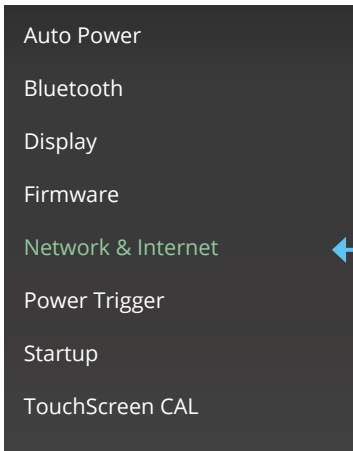 Auto Power
Bluetooth
Display
Firmware
Network & Internet
Power Trigger
Startup
TouchScreen CAL